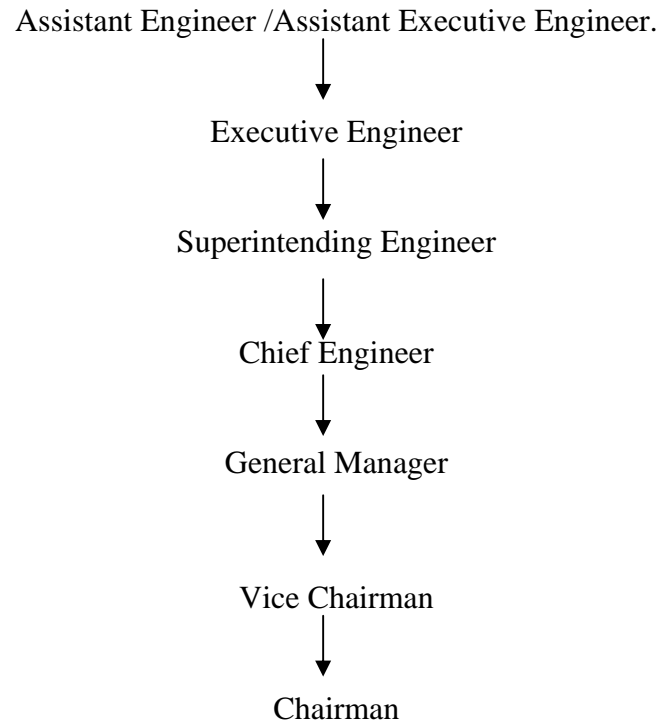 Assistant Engineer /Assistant Executive Engineer.
Executive Engineer
Superintending Engineer
Chief Engineer
General Manager
Vice Chairman
Chairman